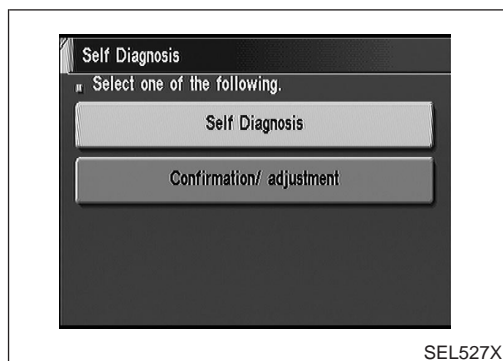 Self Diagnosis
Select one of the following.
Self Diagnosis
Confirmation/ adjustment
SEL527X